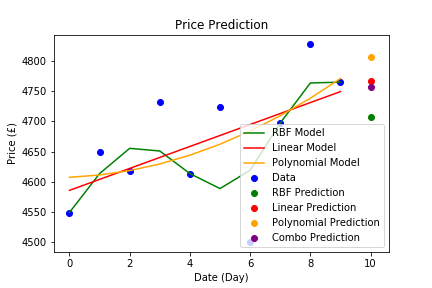 Price Prediction
Price (£)
4800
4750
4700
4650
4600
4550
4500
RBF Model
Linear Model
Polynomial Model
Data
RBF Prediction
Linear Prediction
Polynomial Prediction
Combo Prediction
0 2 4 6 8 10
Date (Day)